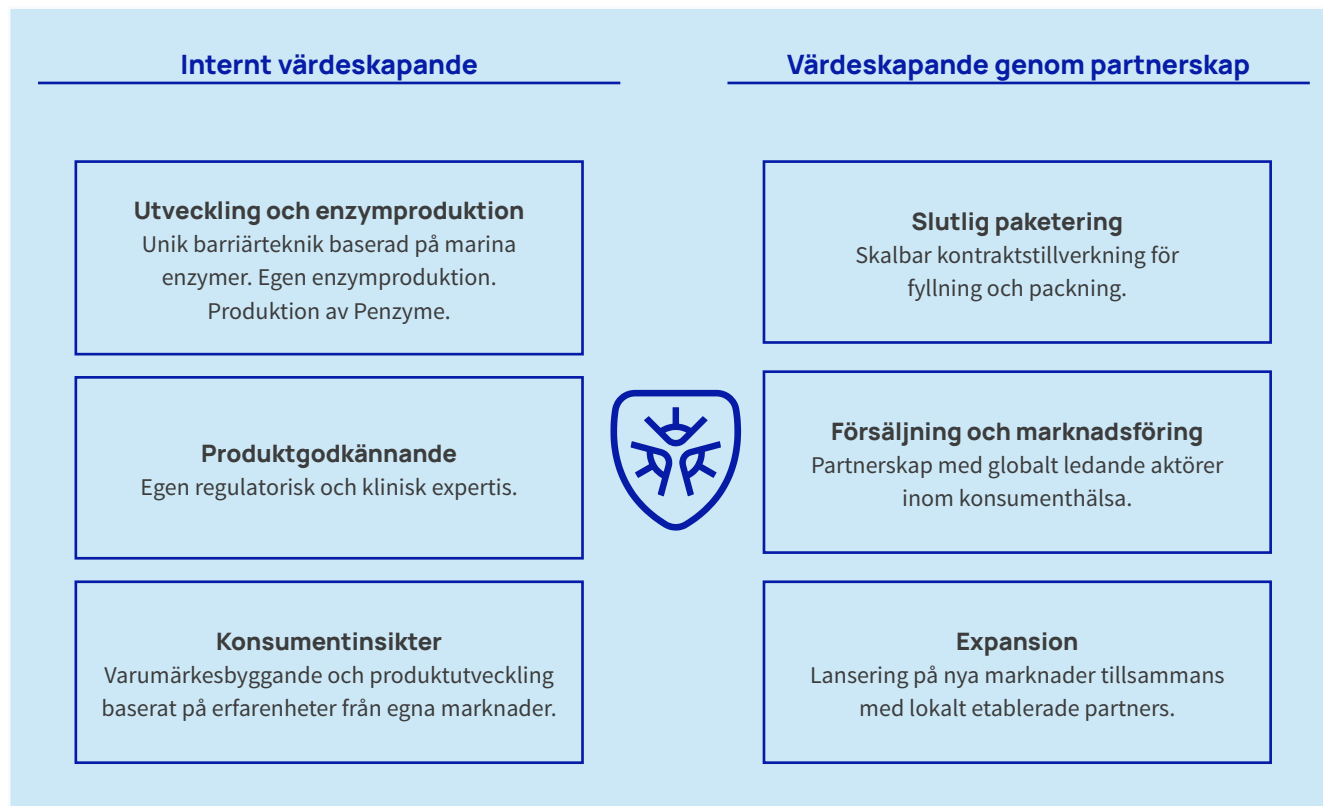 Internt värdeskapande
Utveckling och enzymproduktion
Unik barriärteknik baserad på marina
enzymer. Egen enzymproduktion.
Produktion av Penzyme.
Produktgodkännande
Egen regulatorisk och klinisk expertis.
Konsumentinsikter
Varumärkesbyggande och produktutveckling
baserat på erfarenheter från egna marknader.
Värdeskapande genom partnerskap
Slutlig paketering
Skalbar kontraktstillverkning för
fyllning och packning.
Försäljning och marknadsföring
Partnerskap med globalt ledande aktörer
inom konsumenthälsa.
Expansion
Lansering på nya marknader tillsammans
med lokalt etablerade partners.